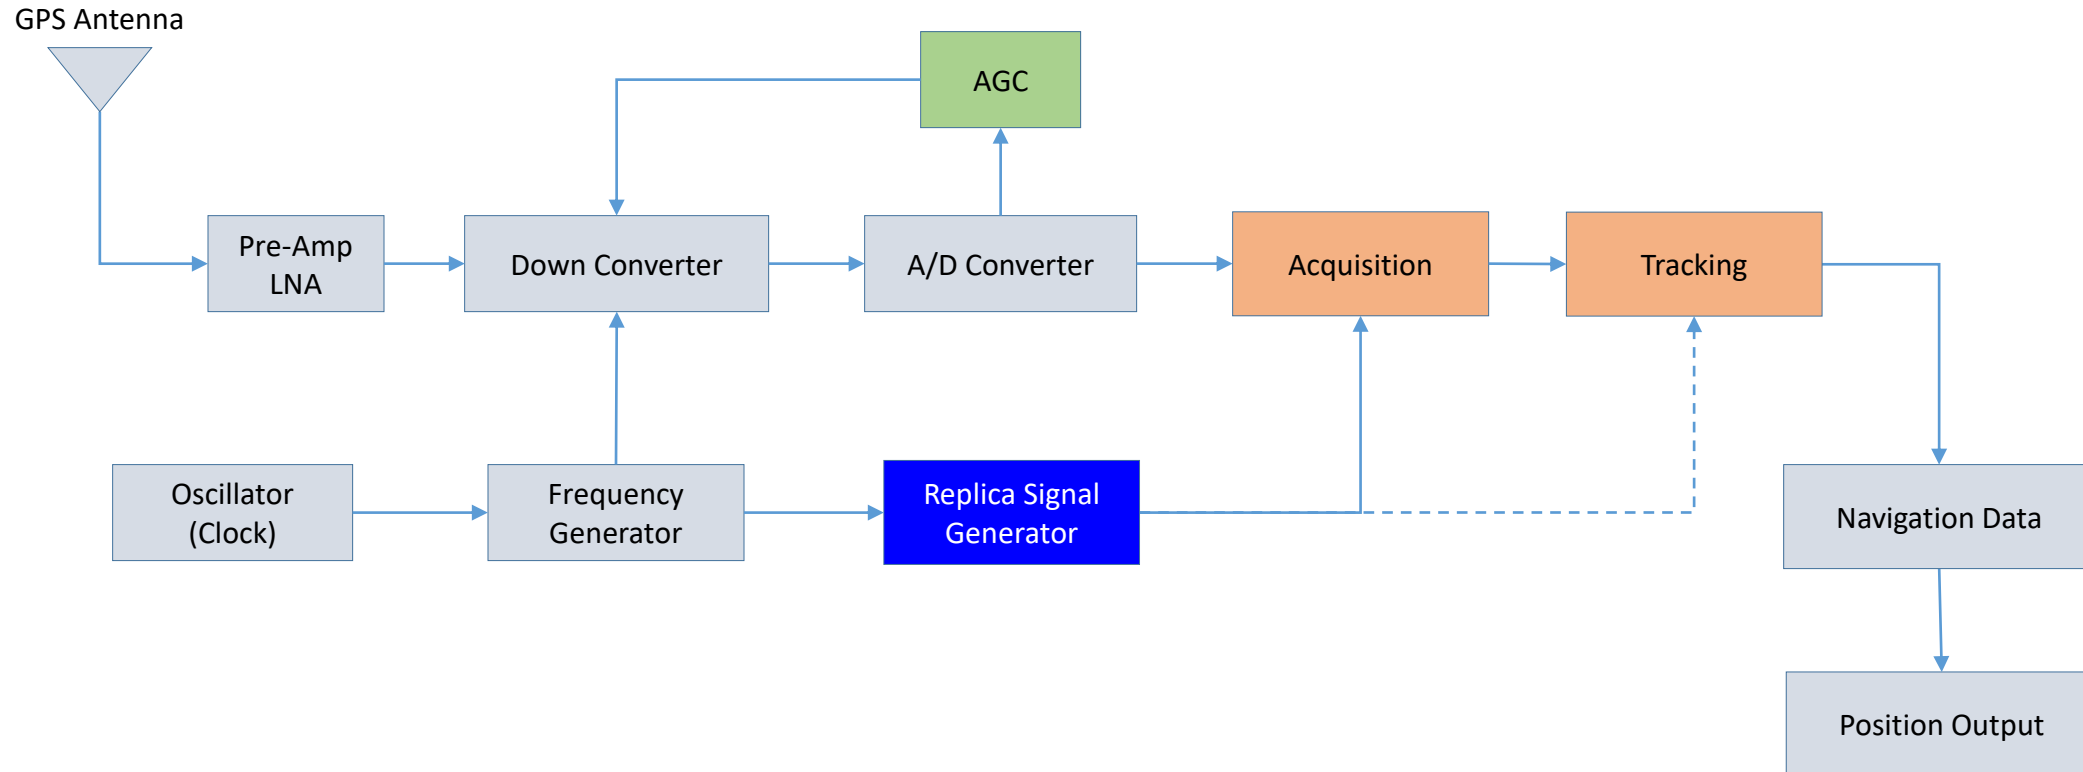 GPS Antenna
AGC
Pre-Amp
LNA
Down Converter
A/D Converter
Acquisition
Tracking
Oscillator
(Clock)
Frequency
Generator
Replica Signal
Generator
Navigation Data
Position Output